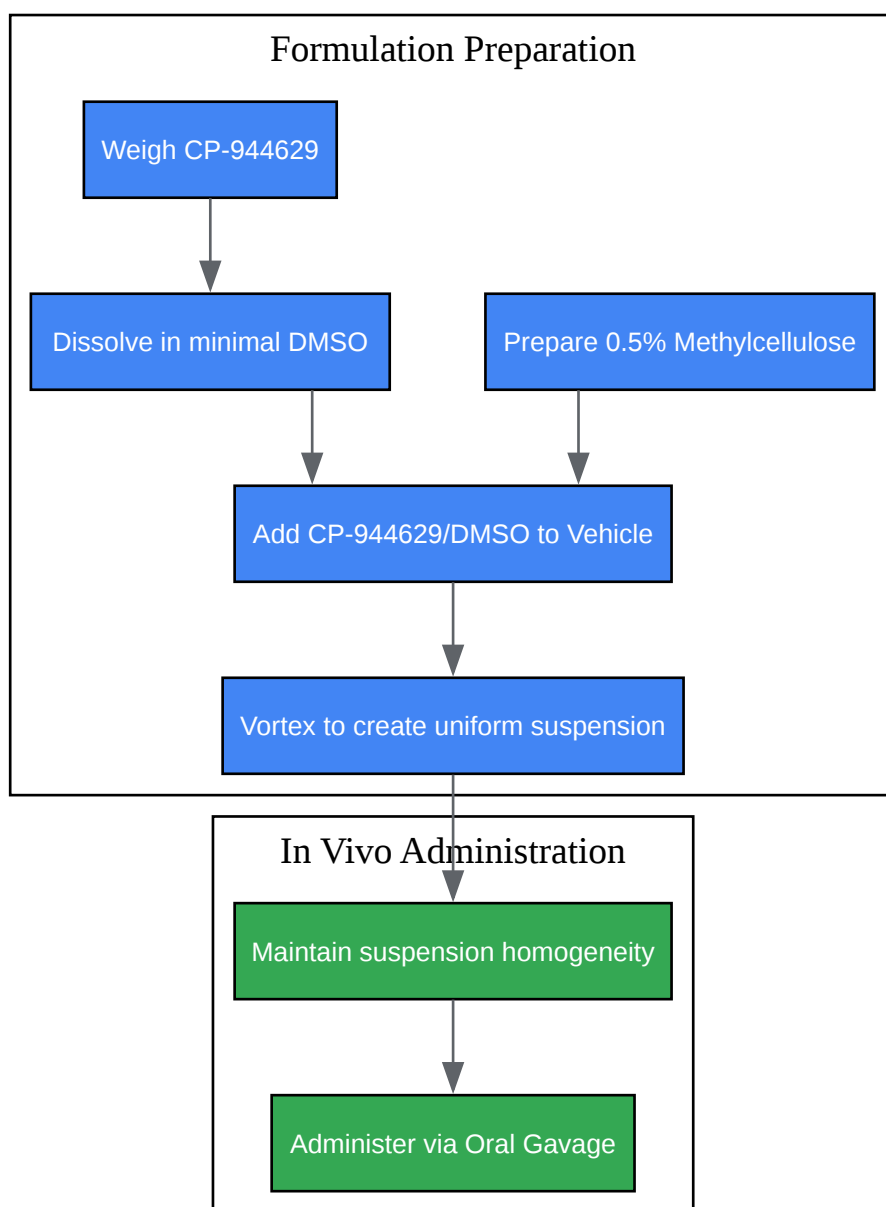 Formulation Preparation
Weigh CP-944629
Dissolve in minimal DMSO
Prepare 0.5% Methylcellulose
Add CP-944629/DMSO to Vehicle
Vortex to create uniform suspension
In Vivo Administration
Maintain suspension homogeneity
Administer via Oral Gavage